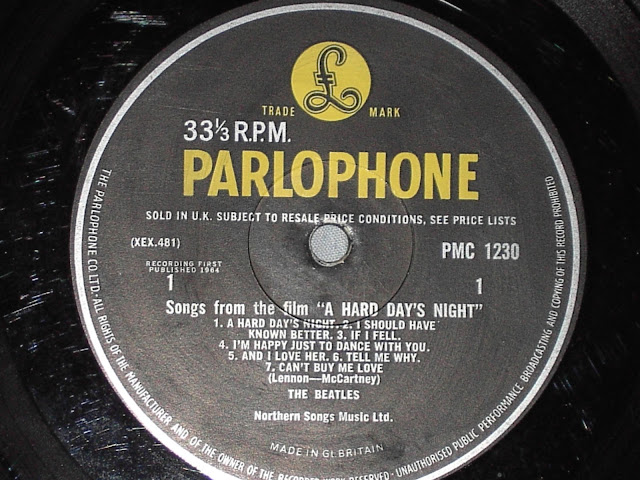 £
TRADE MARK
33⅓ R.P.M.
PARLOPHONE
SOLD IN U.K. SUBJECT TO RESALE PRICE CONDITIONS, SEE PRICE LISTS
(XEX.481)
PMC 1230
RECORDING FIRST
PUBLISHED 1964
1
1
Songs from the film "A HARD DAY'S NIGHT"
1. A HARD DAY'S NIGHT. 2. I SHOULD HAVE
KNOWN BETTER. 3. IF I FELL.
4. I'M HAPPY JUST TO DANCE WITH YOU.
5. AND I LOVE HER. 6. TELL ME WHY.
7. CAN'T BUY ME LOVE
(Lennon—McCartney)
THE BEATLES
Northern Songs Music Ltd.
MADE IN GT. BRITAIN
THE PARLOPHONE CO. LTD.· ALL RIGHTS OF THE MANUFACTURER AND OF THE OWNER OF THE RECORDED WORK RESERVED · UNAUTHORISED PUBLIC PERFORMANCE BROADCASTING AND COPYING OF THIS RECORD PROHIBITED